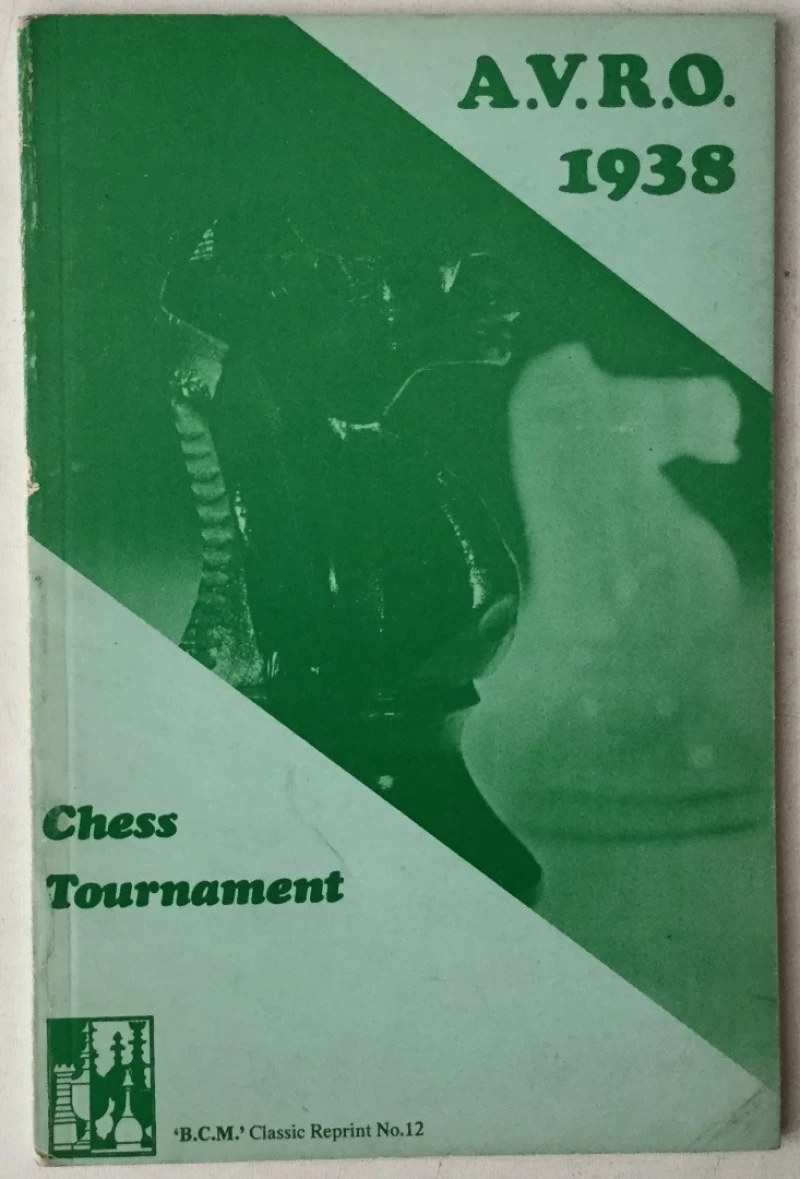 A.V.R.O.
1938
Chess
Tournament
‘B.C.M.’ Classic Reprint No.12